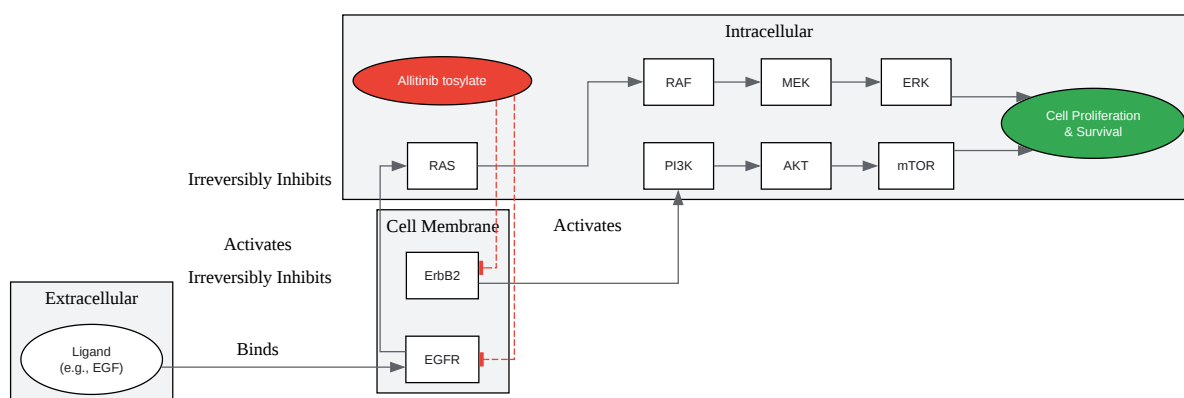 Intracellular
Allitinib tosylate
RAF
MEK
ERK
Cell Proliferation
& Survival
RAS
PI3K
AKT
mTOR
Irreversibly Inhibits
Cell Membrane
Activates
Activates
ErbB2
Irreversibly Inhibits
Extracellular
Ligand
(e.g., EGF)
Binds
EGFR